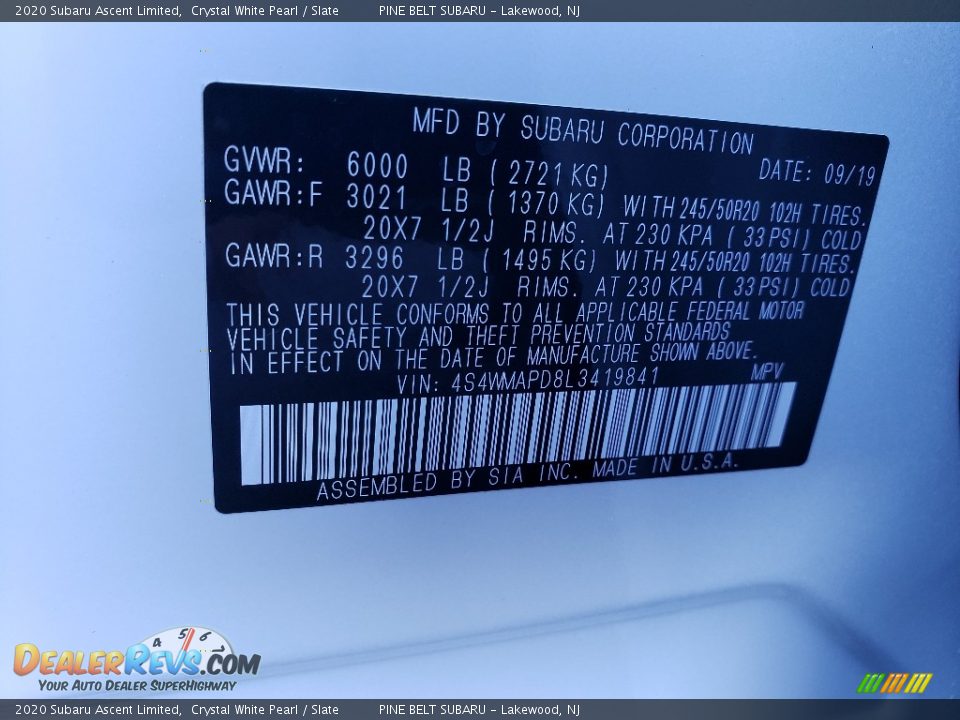 2020 Subaru Ascent Limited, Crystal White Pearl / Slate PINE BELT SUBARU - Lakewood, NJ
MFD BY SUBARU CORPORATION
GVWR: 6000 LB ( 2721 KG) DATE: 09/19
GAWR:F 3021 LB ( 1370 KG) WITH 245/50R20 102H TIRES.
20X7 1/2J RIMS. AT 230 KPA ( 33 PSI) COLD
GAWR:R 3296 LB ( 1495 KG) WITH 245/50R20 102H TIRES.
20X7 1/2J RIMS. AT 230 KPA ( 33 PSI) COLD
THIS VEHICLE CONFORMS TO ALL APPLICABLE FEDERAL MOTOR
VEHICLE SAFETY AND THEFT PREVENTION STANDARDS
IN EFFECT ON THE DATE OF MANUFACTURE SHOWN ABOVE.
VIN: 4S4WMAPD8L3419841 MPV
ASSEMBLED BY SIA INC. MADE IN U.S.A.
4 5 6 7
DEALERREVS.COM
YOUR AUTO DEALER SUPERHIGHWAY
2020 Subaru Ascent Limited, Crystal White Pearl / Slate PINE BELT SUBARU - Lakewood, NJ